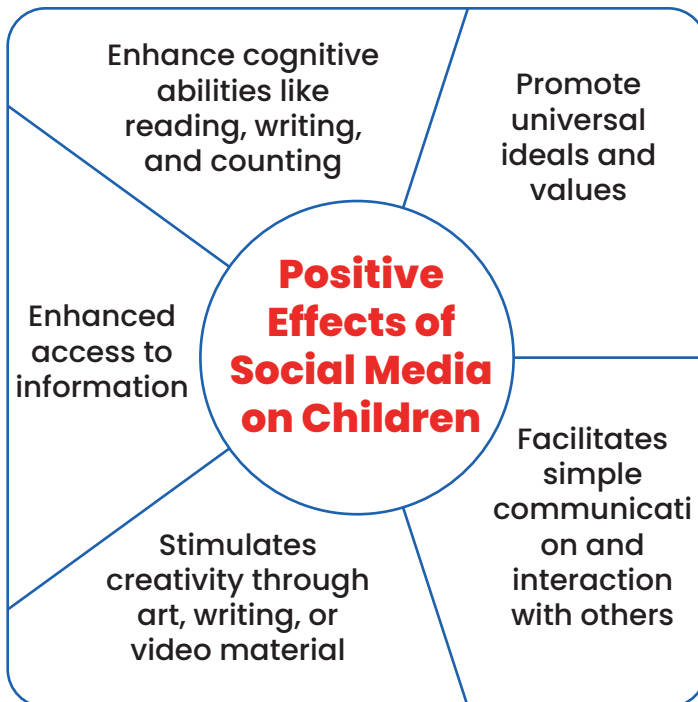 Enhance cognitive
abilities like
reading, writing,
and counting
Promote
universal
ideals and
values
Positive
Effects of
Social Media
on Children
Enhanced
access to
information
Facilitates
simple
communicati
on and
interaction
with others
Stimulates
creativity through
art, writing, or
video material